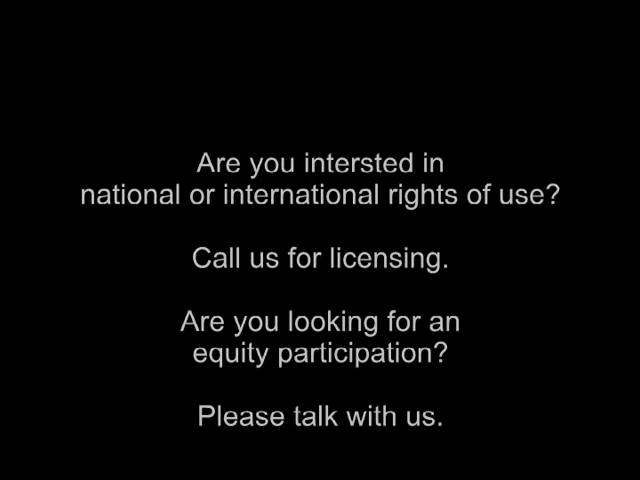 Are you intersted in
national or international rights of use?
Call us for licensing.
Are you looking for an
equity participation?
Please talk with us.